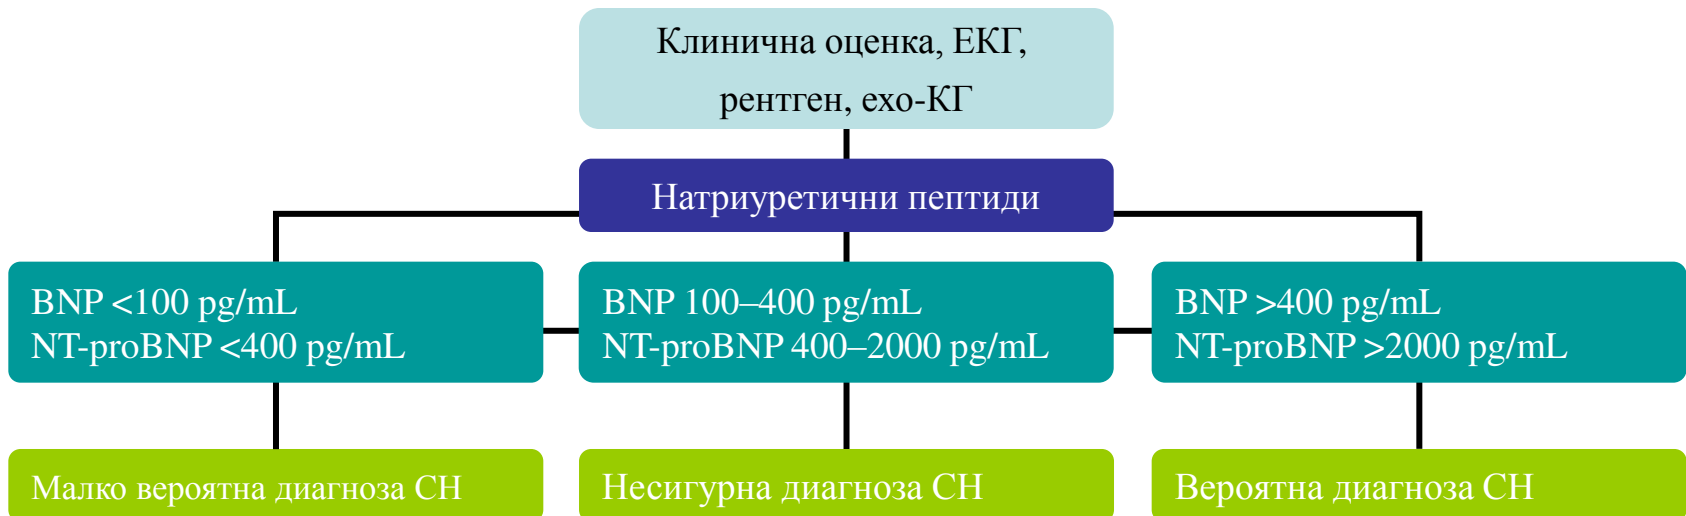 Клинична оценка, ЕКГ,
рентген, ехо-КГ
Натриуретични пептиди
BNP <100 pg/mL
NT-proBNP <400 pg/mL
BNP 100–400 pg/mL
NT-proBNP 400–2000 pg/mL
BNP >400 pg/mL
NT-proBNP >2000 pg/mL
Малко вероятна диагноза СН
Несигурна диагноза СН
Вероятна диагноза СН